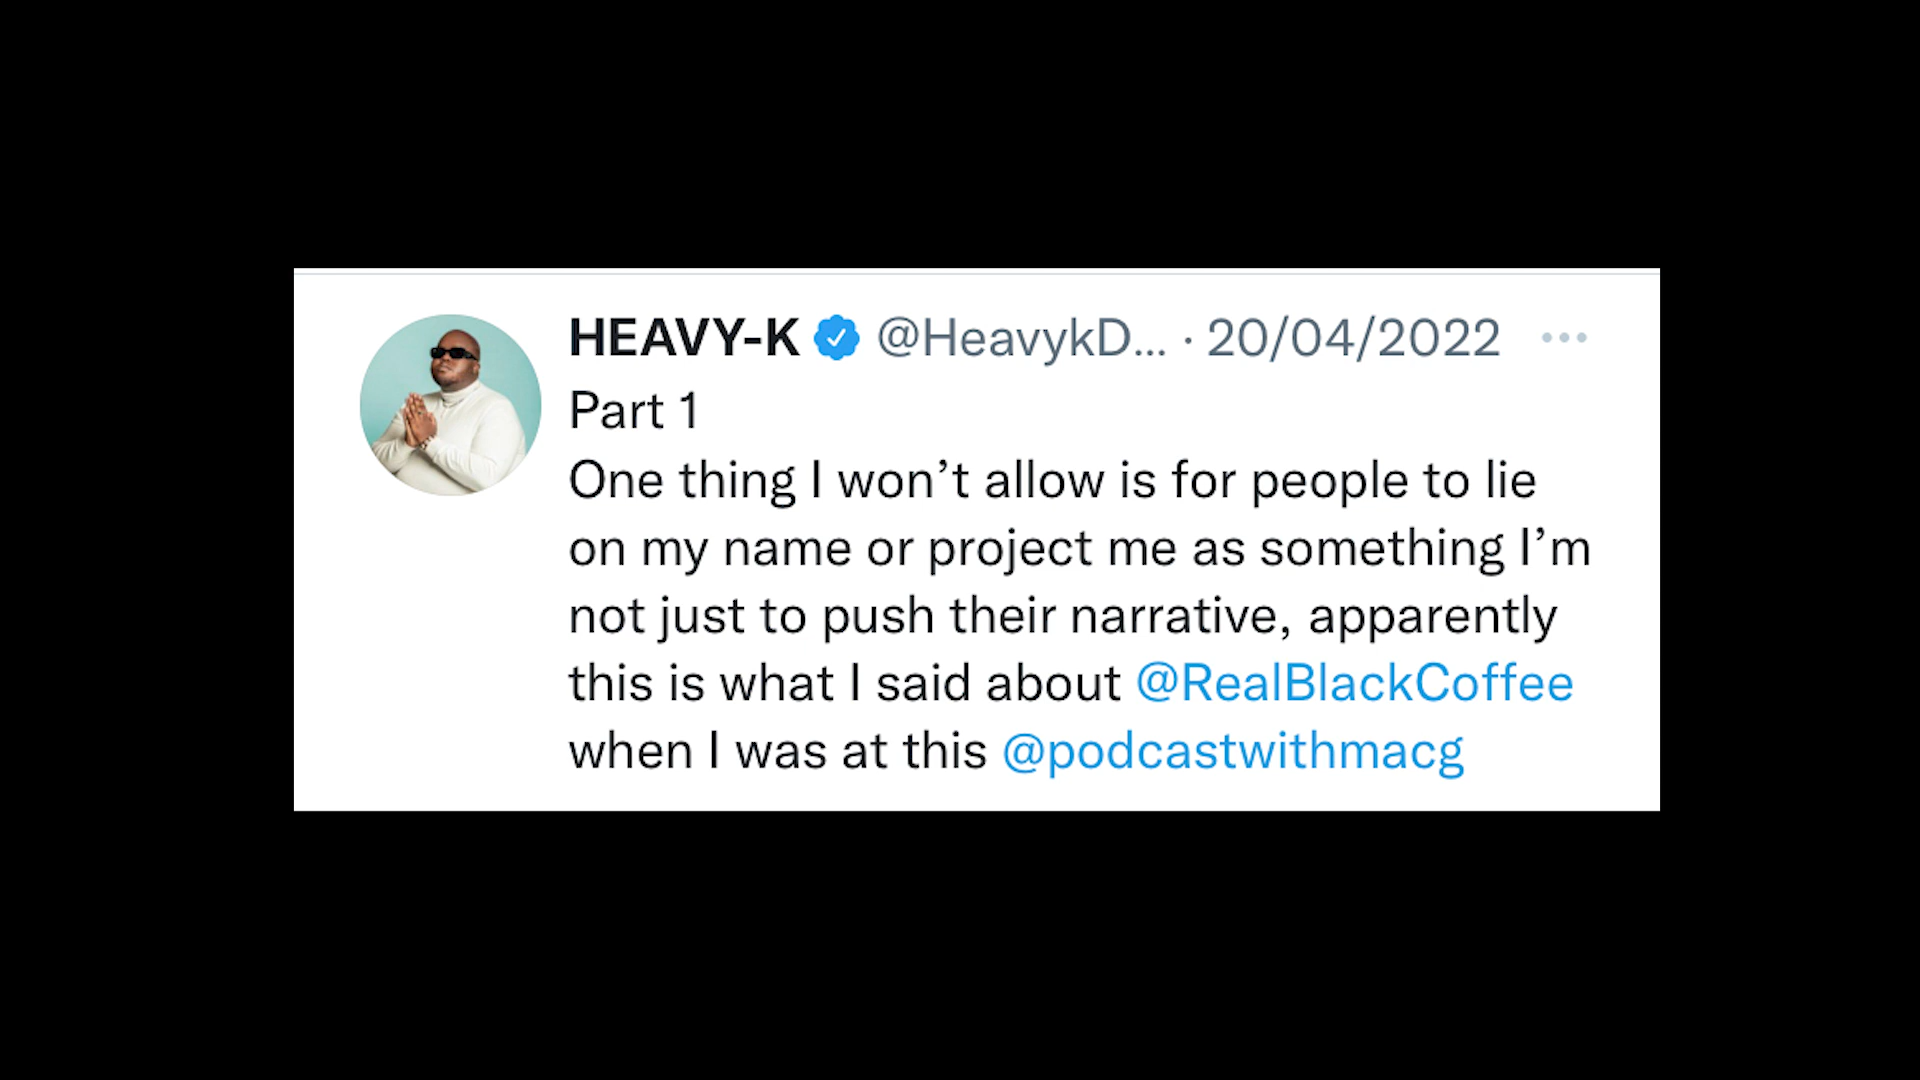 HEAVY-K @HeavykD... · 20/04/2022
Part 1
One thing I won’t allow is for people to lie
on my name or project me as something I’m
not just to push their narrative, apparently
this is what I said about @RealBlackCoffee
when I was at this @podcastwithmacg